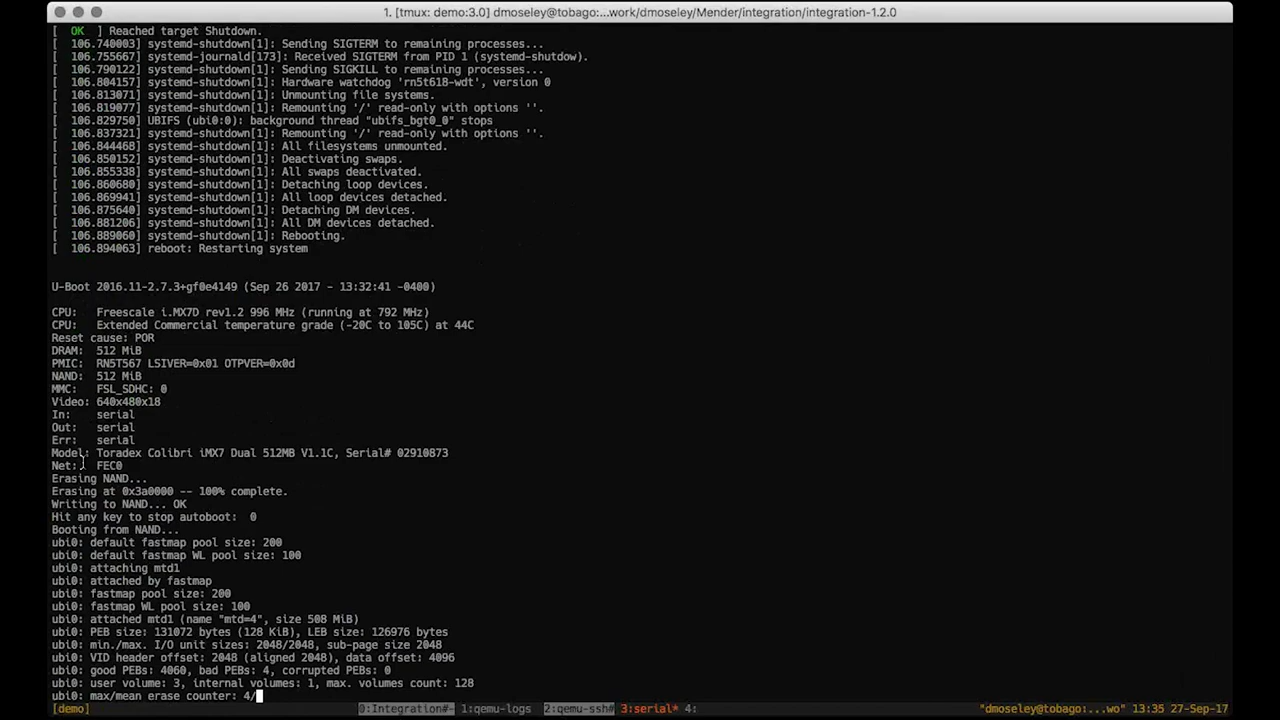 1. [tmux: demo:3.0] dmoseley@tobago:...work/dmoseley/Mender/integration/integration-1.2.0
[  OK  ] Reached target Shutdown.
[  106.740003] systemd-shutdown[1]: Sending SIGTERM to remaining processes...
[  106.755667] systemd-journald[173]: Received SIGTERM from PID 1 (systemd-shutdow).
[  106.790122] systemd-shutdown[1]: Sending SIGKILL to remaining processes...
[  106.804157] systemd-shutdown[1]: Hardware watchdog 'rn5t618-wdt', version 0
[  106.813071] systemd-shutdown[1]: Unmounting file systems.
[  106.819077] systemd-shutdown[1]: Remounting '/' read-only with options ''.
[  106.829750] UBIFS (ubi0:0): background thread "ubifs_bgt0_0" stops
[  106.837321] systemd-shutdown[1]: Remounting '/' read-only with options ''.
[  106.844468] systemd-shutdown[1]: All filesystems unmounted.
[  106.850152] systemd-shutdown[1]: Deactivating swaps.
[  106.855338] systemd-shutdown[1]: All swaps deactivated.
[  106.860680] systemd-shutdown[1]: Detaching loop devices.
[  106.869941] systemd-shutdown[1]: All loop devices detached.
[  106.875640] systemd-shutdown[1]: Detaching DM devices.
[  106.881206] systemd-shutdown[1]: All DM devices detached.
[  106.889060] systemd-shutdown[1]: Rebooting.
[  106.894063] reboot: Restarting system
U-Boot 2016.11-2.7.3+gf0e4149 (Sep 26 2017 - 13:32:41 -0400)
CPU:   Freescale i.MX7D rev1.2 996 MHz (running at 792 MHz)
CPU:   Extended Commercial temperature grade (-20C to 105C) at 44C
Reset cause: POR
DRAM:  512 MiB
PMIC:  RN5T567 LSIVER=0x01 OTPVER=0x0d
NAND:  512 MiB
MMC:   FSL_SDHC: 0
Video: 640x480x18
In:    serial
Out:   serial
Err:   serial
Model: Toradex Colibri iMX7 Dual 512MB V1.1C, Serial# 02910873
Net:   FEC0
Erasing NAND...
Erasing at 0x3a0000 -- 100% complete.
Writing to NAND... OK
Hit any key to stop autoboot:  0
Booting from NAND...
ubi0: default fastmap pool size: 200
ubi0: default fastmap WL pool size: 100
ubi0: attaching mtd1
ubi0: attached by fastmap
ubi0: fastmap pool size: 200
ubi0: fastmap WL pool size: 100
ubi0: attached mtd1 (name "mtd=4", size 508 MiB)
ubi0: PEB size: 131072 bytes (128 KiB), LEB size: 126976 bytes
ubi0: min./max. I/O unit sizes: 2048/2048, sub-page size 2048
ubi0: VID header offset: 2048 (aligned 2048), data offset: 4096
ubi0: good PEBs: 4060, bad PEBs: 4, corrupted PEBs: 0
ubi0: user volume: 3, internal volumes: 1, max. volumes count: 128
ubi0: max/mean erase counter: 4/
[demo] 0:Integration#- 1:qemu-logs 2:qemu-ssh# 3:serial* 4: "dmoseley@tobago:...wo" 13:35 27-Sep-17